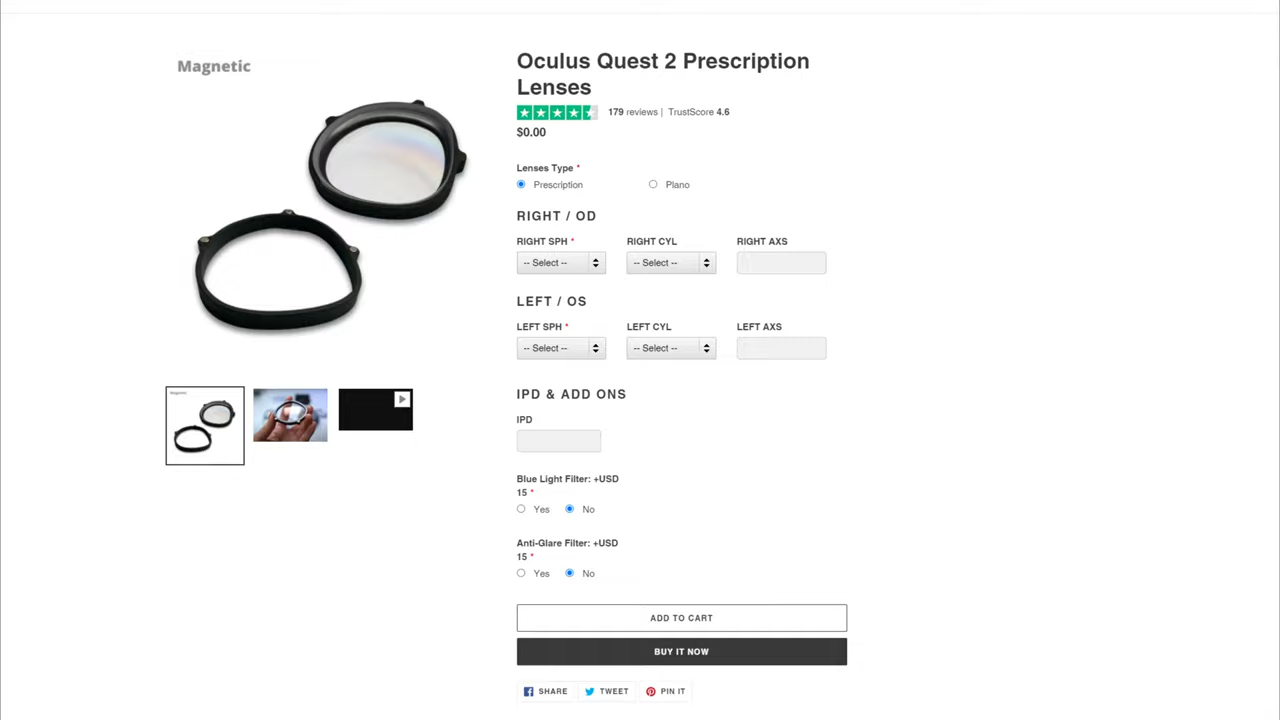 Magnetic
Oculus Quest 2 Prescription
Lenses
179 reviews | TrustScore 4.6
$0.00
Lenses Type *
Prescription Plano
RIGHT / OD
RIGHT SPH * RIGHT CYL RIGHT AXS
-- Select -- -- Select --
LEFT / OS
LEFT SPH * LEFT CYL LEFT AXS
-- Select -- -- Select --
IPD & ADD ONS
IPD
Blue Light Filter: +USD
15 *
Yes No
Anti-Glare Filter: +USD
15 *
Yes No
ADD TO CART
BUY IT NOW
SHARE TWEET PIN IT